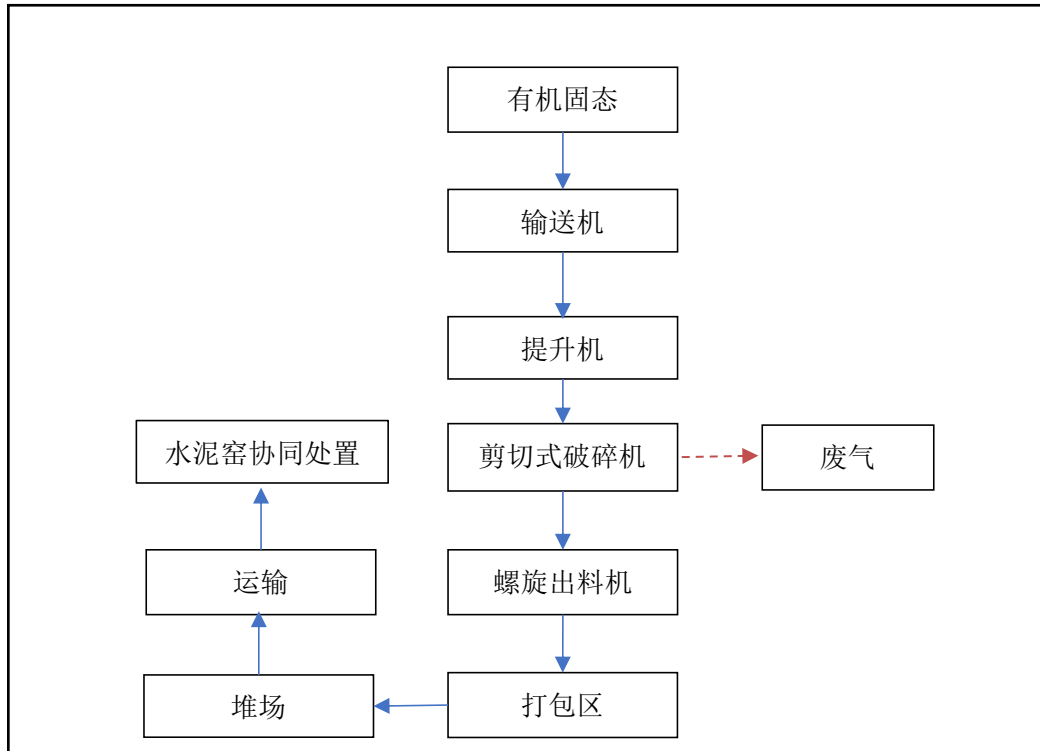 有机固态
输送机
提升机
水泥窑协同处置
剪切式破碎机
废气
运输
螺旋出料机
堆场
打包区